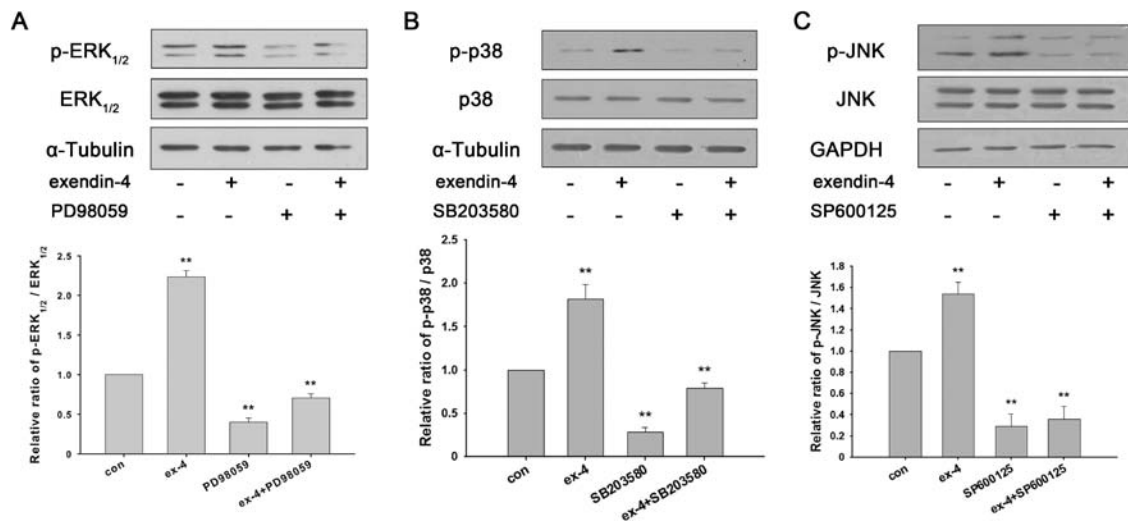 A
p-ERK1/2
ERK1/2
α-Tubulin
exendin-4 - + - +
PD98059 - - + +
Relative ratio of p-ERK1/2 / ERK1/2
2.5
2.0
1.5
1.0
0.5
0
**
**
**
con ex-4 PD98059 ex-4+PD98059
B
p-p38
p38
α-Tubulin
exendin-4 - + - +
SB203580 - - + +
Relative ratio of p-p38 / p38
2.5
2.0
1.5
1.0
0.5
0.0
**
**
**
con ex-4 SB203580 ex-4+SB203580
C
p-JNK
JNK
GAPDH
exendin-4 - + - +
SP600125 - - + +
Relative ratio of p-JNK / JNK
1.8
1.6
1.4
1.2
1.0
0.8
0.6
0.4
0.2
0
**
**
**
con ex-4 SP600125 ex-4+SP600125